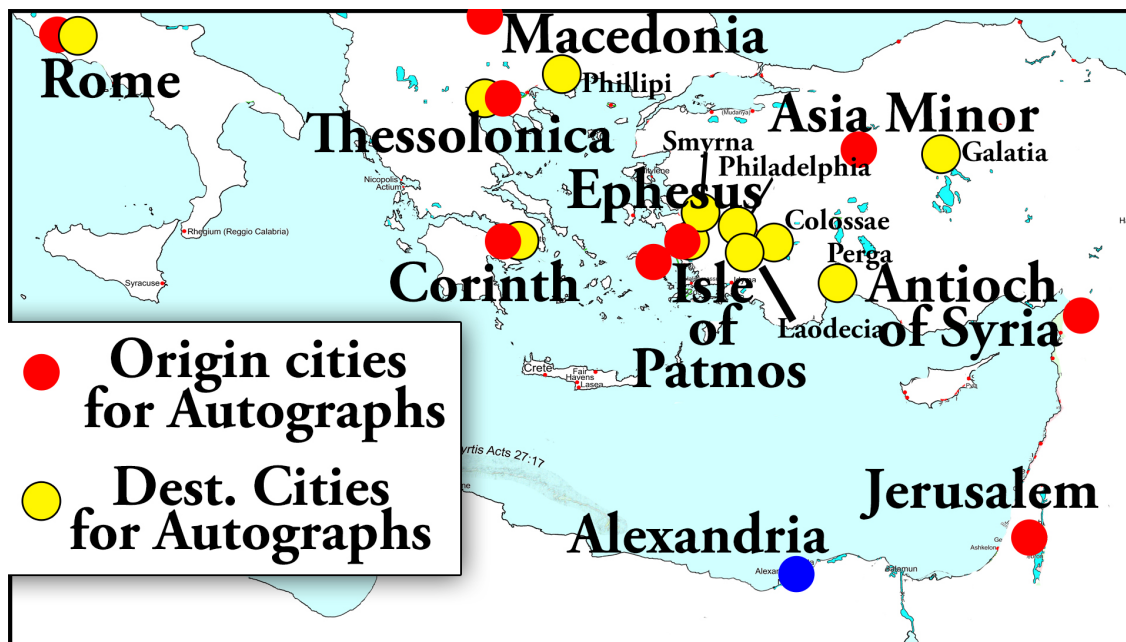 Macedonia
Rome
Phillipi
Thessolonica
Asia Minor
(Mudanya)
Smyrna
Galatia
Philadelphia
Nicopolis
Actium
Ephesus
Colossae
Rhegium (Reggio Calabria)
Perga
Corinth
Isle
of
Patmos
Antioch
of Syria
Syracuse
Laodecia
Crete
Fair
Havens
Lasea
Origin cities
for Autographs
yrtis Acts 27:17
Dest. Cities
for Autographs
Jerusalem
Alexandria
Ashkelon